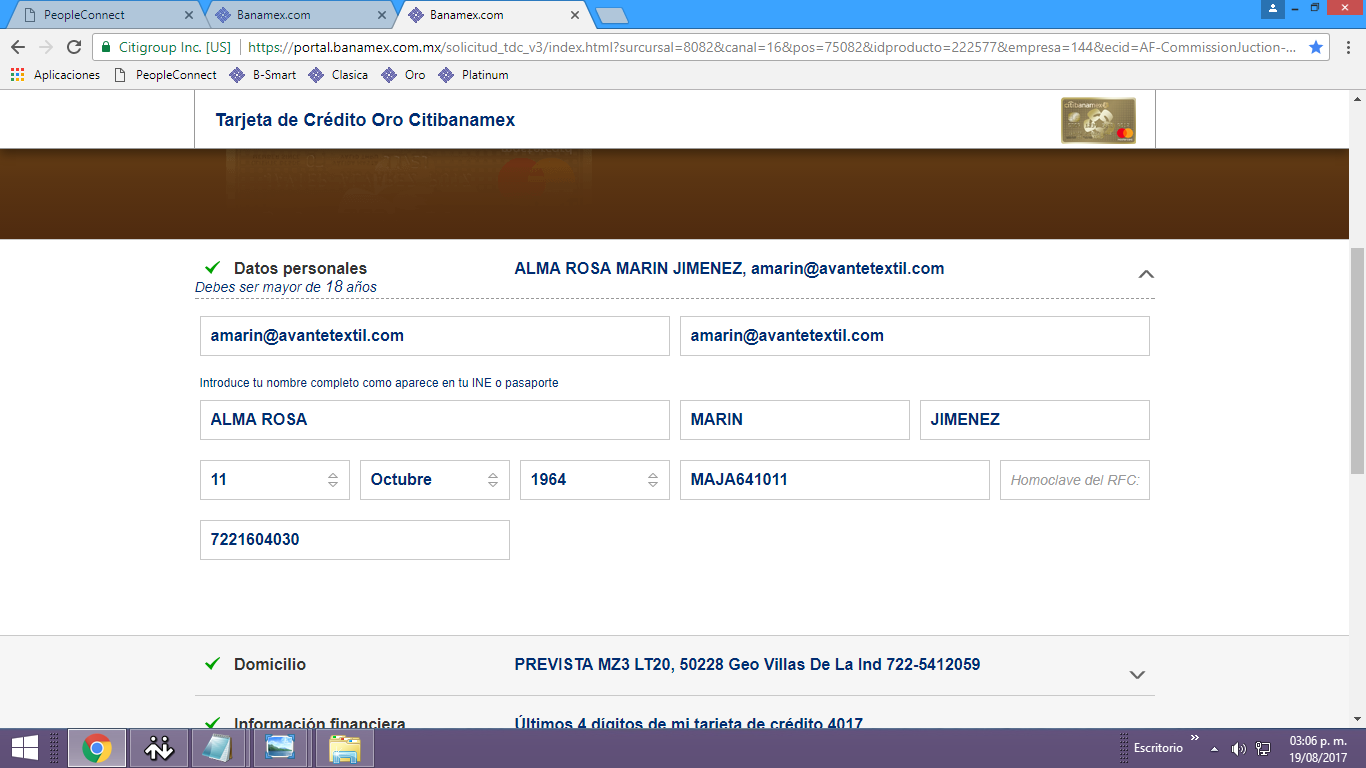 PeopleConnect
Banamex.com
Banamex.com
Citigroup Inc. [US]
https://portal.banamex.com.mx/solicitud_tdc_v3/index.html?surcursal=8082&canal=16&pos=75082&idproducto=222577&empresa=144&ecid=AF-CommissionJuction-...
Aplicaciones PeopleConnect B-Smart Clasica Oro Platinum
Tarjeta de Crédito Oro Citibanamex
citibanamex
Datos personales ALMA ROSA MARIN JIMENEZ, amarin@avantetextil.com
Debes ser mayor de 18 años
amarin@avantetextil.com amarin@avantetextil.com
Introduce tu nombre completo como aparece en tu INE o pasaporte
ALMA ROSA MARIN JIMENEZ
11 Octubre 1964 MAJA641011 Homoclave del RFC:
7221604030
Domicilio PREVISTA MZ3 LT20, 50228 Geo Villas De La Ind 722-5412059
Información financiera Últimos 4 dígitos de mi tarjeta de crédito 4017
Escritorio
03:06 p. m.
19/08/2017